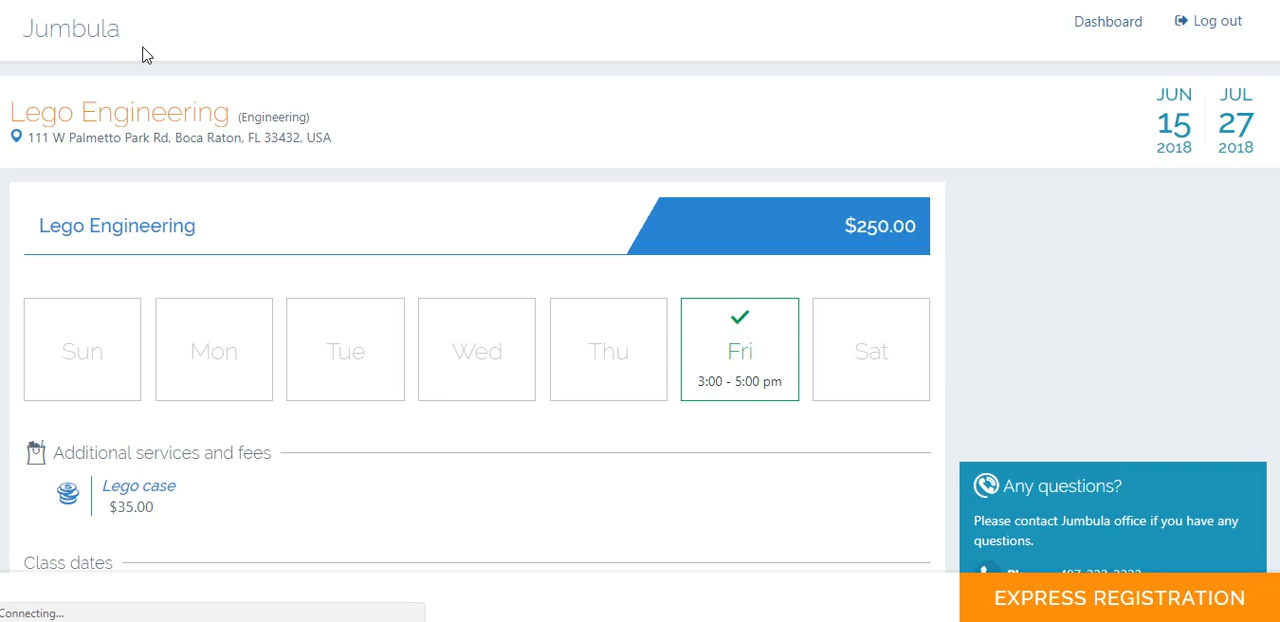 Jumbula
Dashboard
Log out
Lego Engineering (Engineering)
111 W Palmetto Park Rd, Boca Raton, FL 33432, USA
JUN JUL
15 27
2018 2018
Lego Engineering
$250.00
Sun Mon Tue Wed Thu Fri Sat
3:00 - 5:00 pm
Additional services and fees
Lego case
$35.00
Class dates
Any questions?
Please contact Jumbula office if you have any
questions.
EXPRESS REGISTRATION
Connecting...